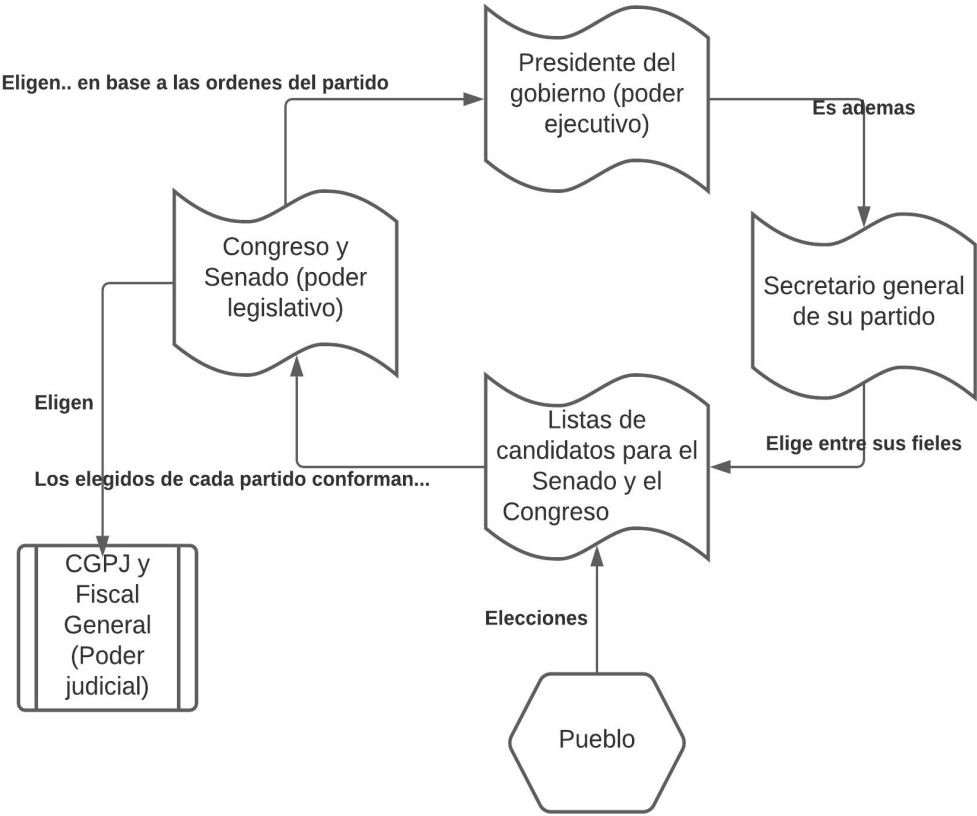 Presidente del
gobierno (poder
ejecutivo)
Eligen.. en base a las ordenes del partido
Es ademas
Congreso y
Senado (poder
legislativo)
Secretario general
de su partido
Eligen
Listas de
candidatos para el
Senado y el
Congreso
Elige entre sus fieles
Los elegidos de cada partido conforman...
CGPJ y
Fiscal
General
(Poder
judicial)
Elecciones
Pueblo